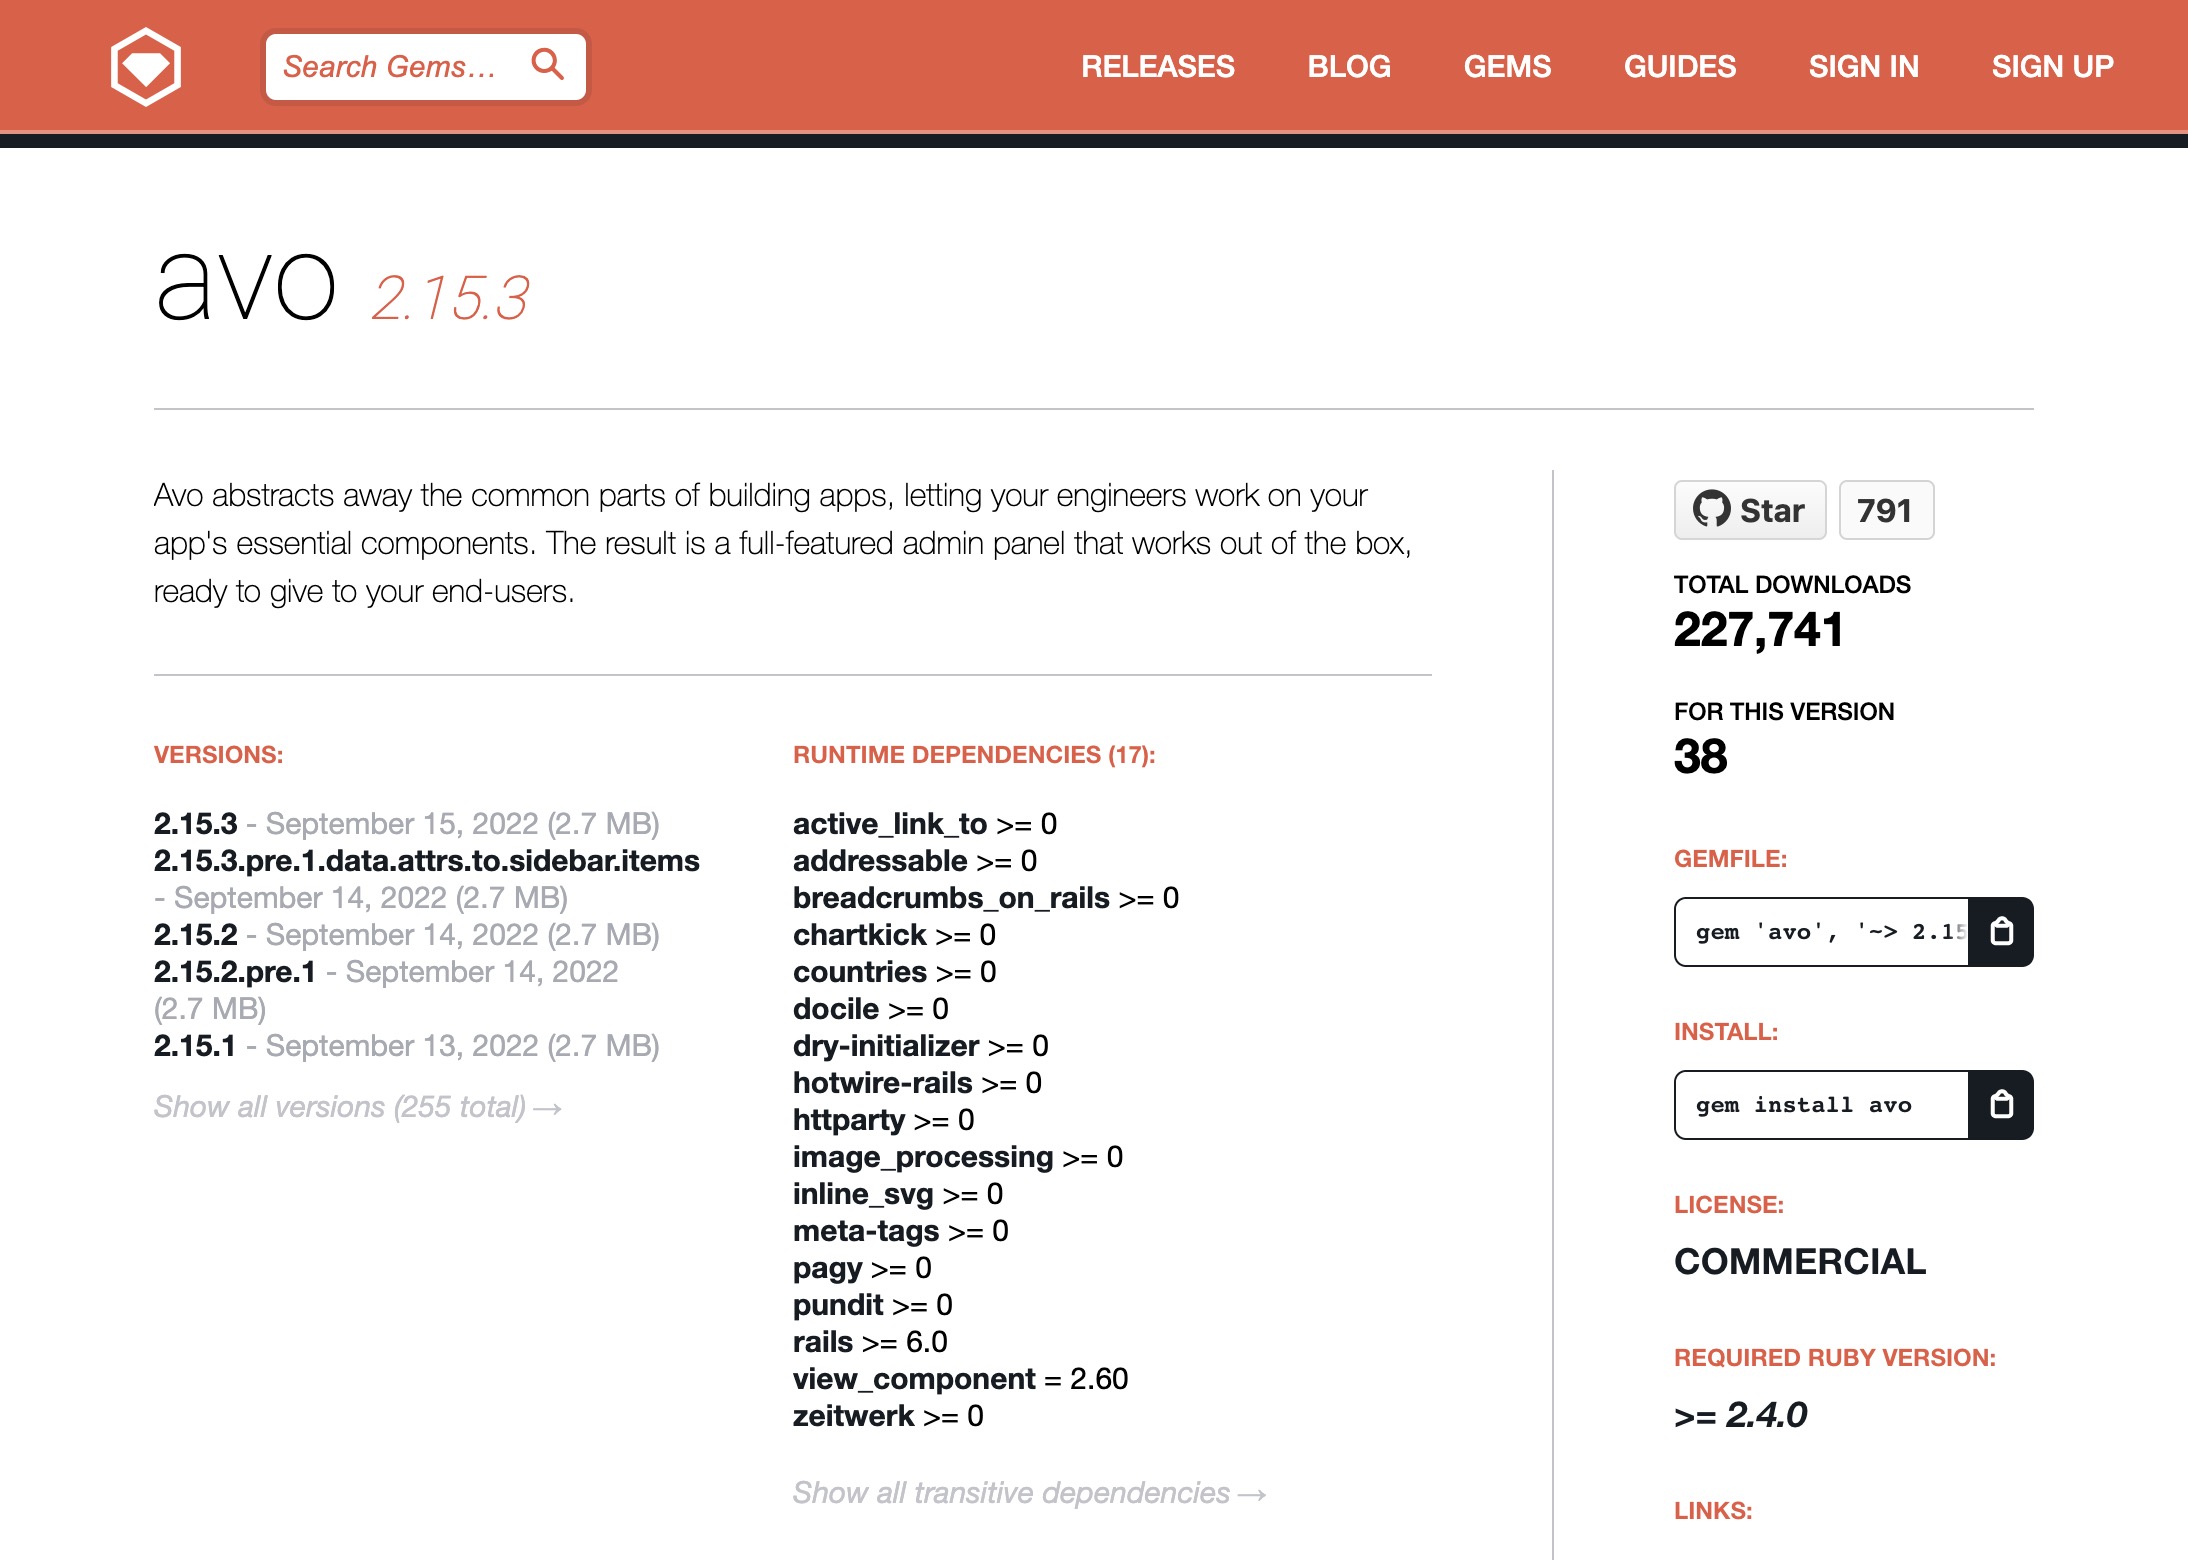 Search Gems…
RELEASES
BLOG
GEMS
GUIDES
SIGN IN
SIGN UP
avo 2.15.3
Avo abstracts away the common parts of building apps, letting your engineers work on your
app's essential components. The result is a full-featured admin panel that works out of the box,
ready to give to your end-users.
VERSIONS:
2.15.3 - September 15, 2022 (2.7 MB)
2.15.3.pre.1.data.attrs.to.sidebar.items
- September 14, 2022 (2.7 MB)
2.15.2 - September 14, 2022 (2.7 MB)
2.15.2.pre.1 - September 14, 2022
(2.7 MB)
2.15.1 - September 13, 2022 (2.7 MB)
Show all versions (255 total) →
RUNTIME DEPENDENCIES (17):
active_link_to >= 0
addressable >= 0
breadcrumbs_on_rails >= 0
chartkick >= 0
countries >= 0
docile >= 0
dry-initializer >= 0
hotwire-rails >= 0
httparty >= 0
image_processing >= 0
inline_svg >= 0
meta-tags >= 0
pagy >= 0
pundit >= 0
rails >= 6.0
view_component = 2.60
zeitwerk >= 0
Show all transitive dependencies →
Star 791
TOTAL DOWNLOADS
227,741
FOR THIS VERSION
38
GEMFILE:
gem 'avo', '~> 2.15
INSTALL:
gem install avo
LICENSE:
COMMERCIAL
REQUIRED RUBY VERSION:
>= 2.4.0
LINKS: